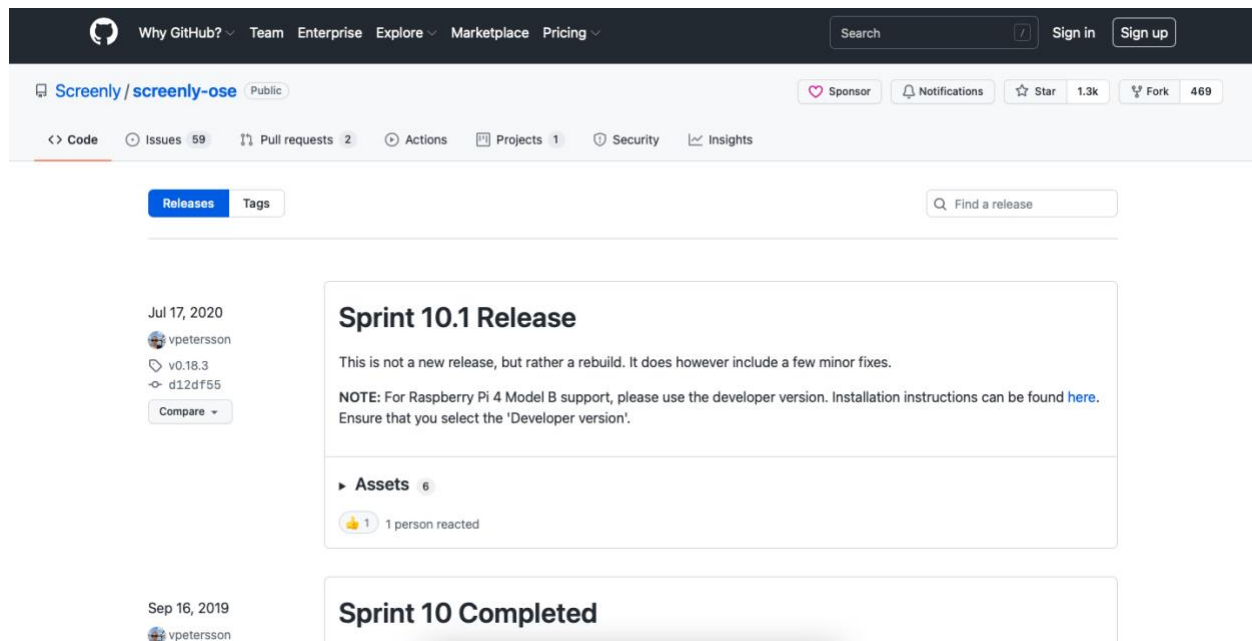 Why GitHub? Team Enterprise Explore Marketplace Pricing Search / Sign in Sign up
Screenly / screenly-ose Public Sponsor Notifications Star 1.3k Fork 469
<> Code Issues 59 Pull requests 2 Actions Projects 1 Security Insights
Releases Tags Find a release
Jul 17, 2020
vpetersson
v0.18.3
d12df55
Compare
Sprint 10.1 Release
This is not a new release, but rather a rebuild. It does however include a few minor fixes.
NOTE: For Raspberry Pi 4 Model B support, please use the developer version. Installation instructions can be found here.
Ensure that you select the 'Developer version'.
Assets 6
1 1 person reacted
Sep 16, 2019
vpetersson
Sprint 10 Completed